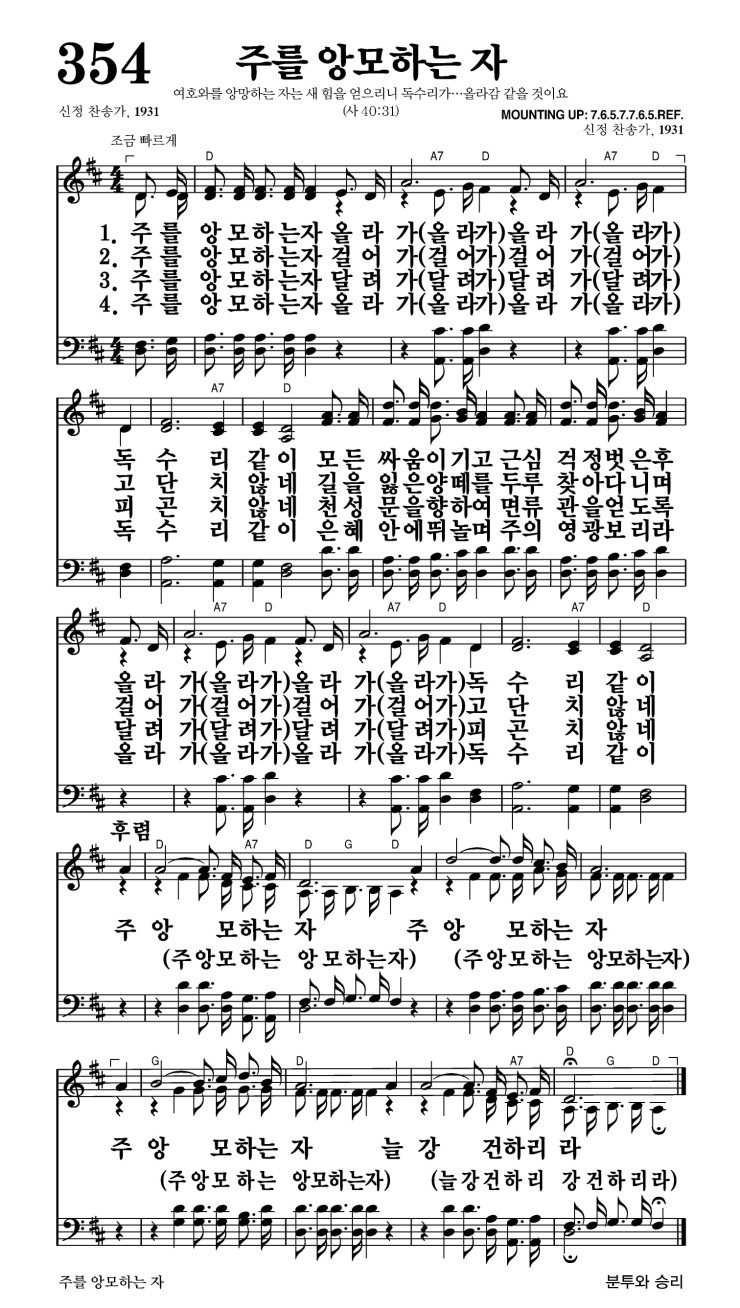 354 주를 앙모하는 자
여호와를 앙망하는 자는 새 힘을 얻으리니 독수리가…올라감 같을 것이요
신정 찬송가, 1931 (사 40:31) MOUNTING UP: 7.6.5.7.7.6.5.REF.
신정 찬송가, 1931
조금 빠르게
D A7 D A7 D
1. 주 를 앙 모 하 는 자 올 라 가(올 라가)올 라 가(올 라가)
2. 주 를 앙 모 하 는 자 걸 어 가(걸 어가)걸 어 가(걸 어가)
3. 주 를 앙 모 하 는 자 달 려 가(달 려가)달 려 가(달 려가)
4. 주 를 앙 모 하 는 자 올 라 가(올 라가)올 라 가(올 라가)
A7 D
독 수 리 같 이 모 든 싸 움 이 기 고 근 심 걱 정 벗 은 후
고 단 치 않 네 길 을 잃 은 양 떼 를 두 루 찾 아 다 니 며
피 곤 치 않 네 천 성 문 을 향 하 여 면 류 관 을 얻 도 록
독 수 리 같 이 은 혜 안 에 뛰 놀 며 주 의 영 광 보 리 라
A7 D A7 D A7 D
올 라 가(올 라가)올 라 가(올 라가)독 수 리 같 이
걸 어 가(걸 어가)걸 어 가(걸 어가)고 단 치 않 네
달 려 가(달 려가)달 려 가(달 려가)피 곤 치 않 네
올 라 가(올 라가)올 라 가(올 라가)독 수 리 같 이
후렴
D A7 D G D
주 앙 모하는 자 주 앙 모하는 자
(주 앙 모 하 는 앙 모 하 는 자) (주 앙 모 하 는 앙모하는자)
G D A7 D G D
주 앙 모하는 자 늘 강 건하리 라
(주 앙 모 하 는 앙모하는자) (늘 강 건 하 리 강 건 하 리 라)
주를 앙모하는 자 분투와 승리